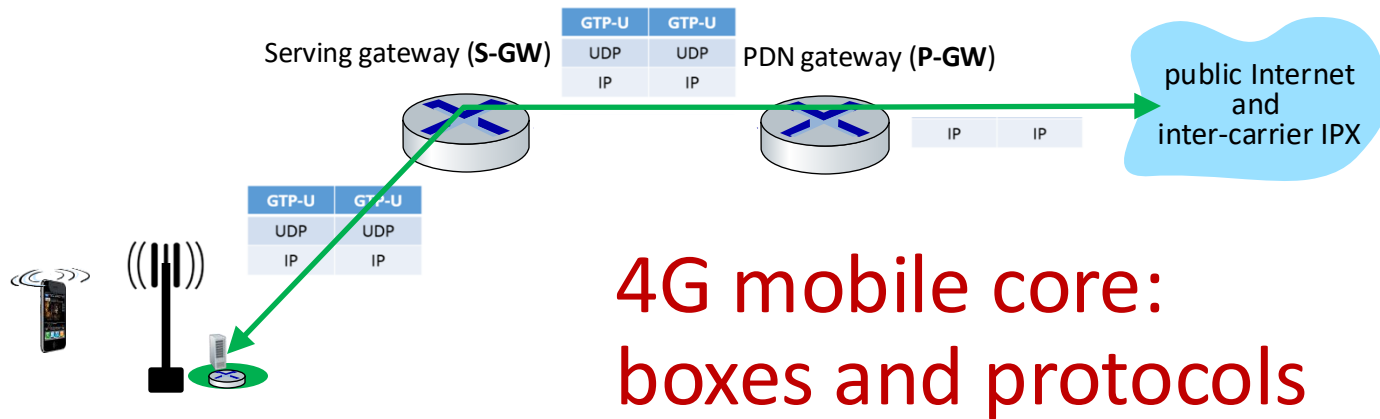 GTP-U GTP-U
Serving gateway (S-GW) UDP UDP PDN gateway (P-GW)
IP IP
public Internet
and
inter-carrier IPX
IP IP
GTP-U GTP-U
UDP UDP
IP IP
4G mobile core:
boxes and protocols